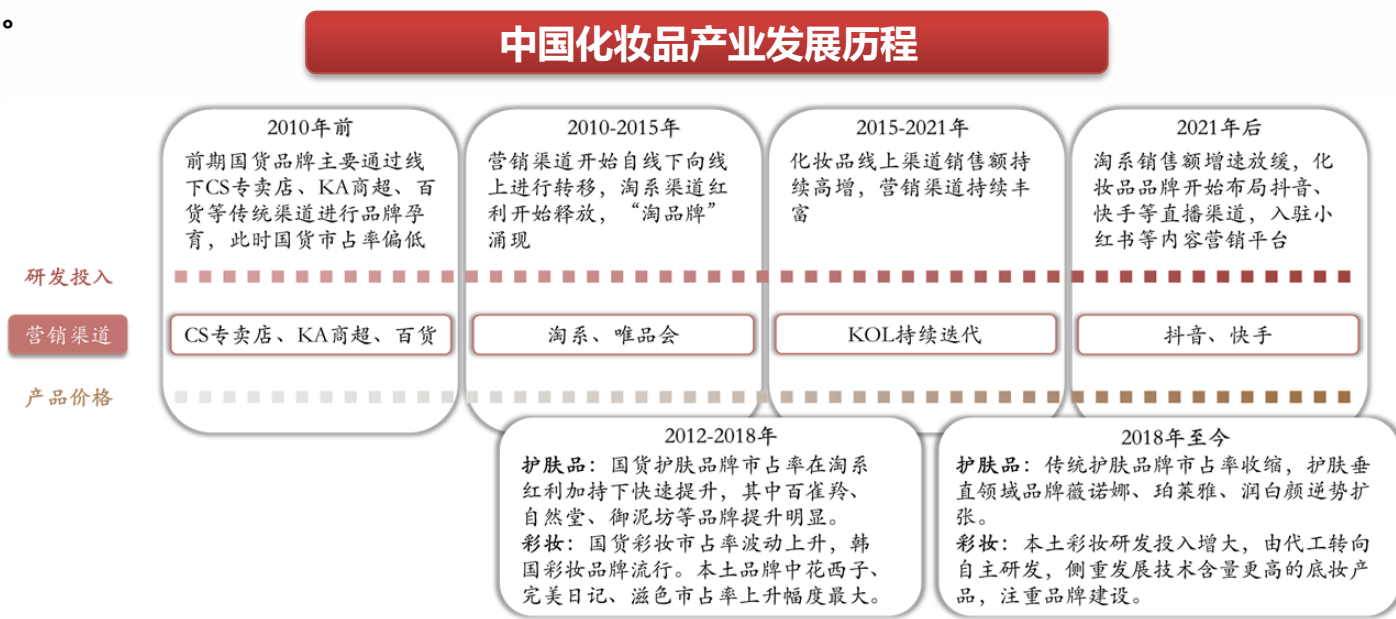 。
中国化妆品产业发展历程
2010年前
前期国货品牌主要通过线
下CS专卖店、KA商超、百
货等传统渠道进行品牌孕
育，此时国货市占率偏低
2010-2015年
营销渠道开始自线下向线
上进行转移，淘系渠道红
利开始释放，“淘品牌”
涌现
2015-2021年
化妆品线上渠道销售额持
续高增，营销渠道持续丰
富
2021年后
淘系销售额增速放缓，化
妆品品牌开始布局抖音、
快手等直播渠道，入驻小
红书等内容营销平台
研发投入
营销渠道
CS专卖店、KA商超、百货
淘系、唯品会
KOL持续迭代
抖音、快手
产品价格
2012-2018年
护肤品：国货护肤品牌市占率在淘系
红利加持下快速提升，其中百雀羚、
自然堂、御泥坊等品牌提升明显。
彩妆：国货彩妆市占率波动上升，韩
国彩妆品牌流行。本土品牌中花西子、
完美日记、滋色市占率上升幅度最大。
2018年至今
护肤品：传统护肤品牌市占率收缩，护肤垂
直领域品牌薇诺娜、珀莱雅、润白颜逆势扩
张。
彩妆：本土彩妆研发投入增大，由代工转向
自主研发，侧重发展技术含量更高的底妆产
品，注重品牌建设。